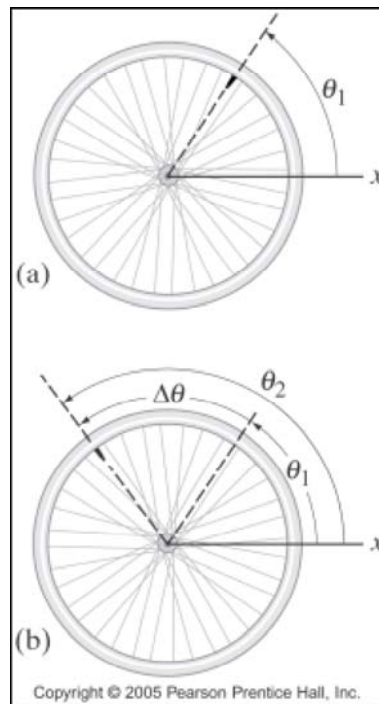 θ₁
x
(a)
θ₂
Δθ
θ₁
x
(b)
Copyright © 2005 Pearson Prentice Hall, Inc.